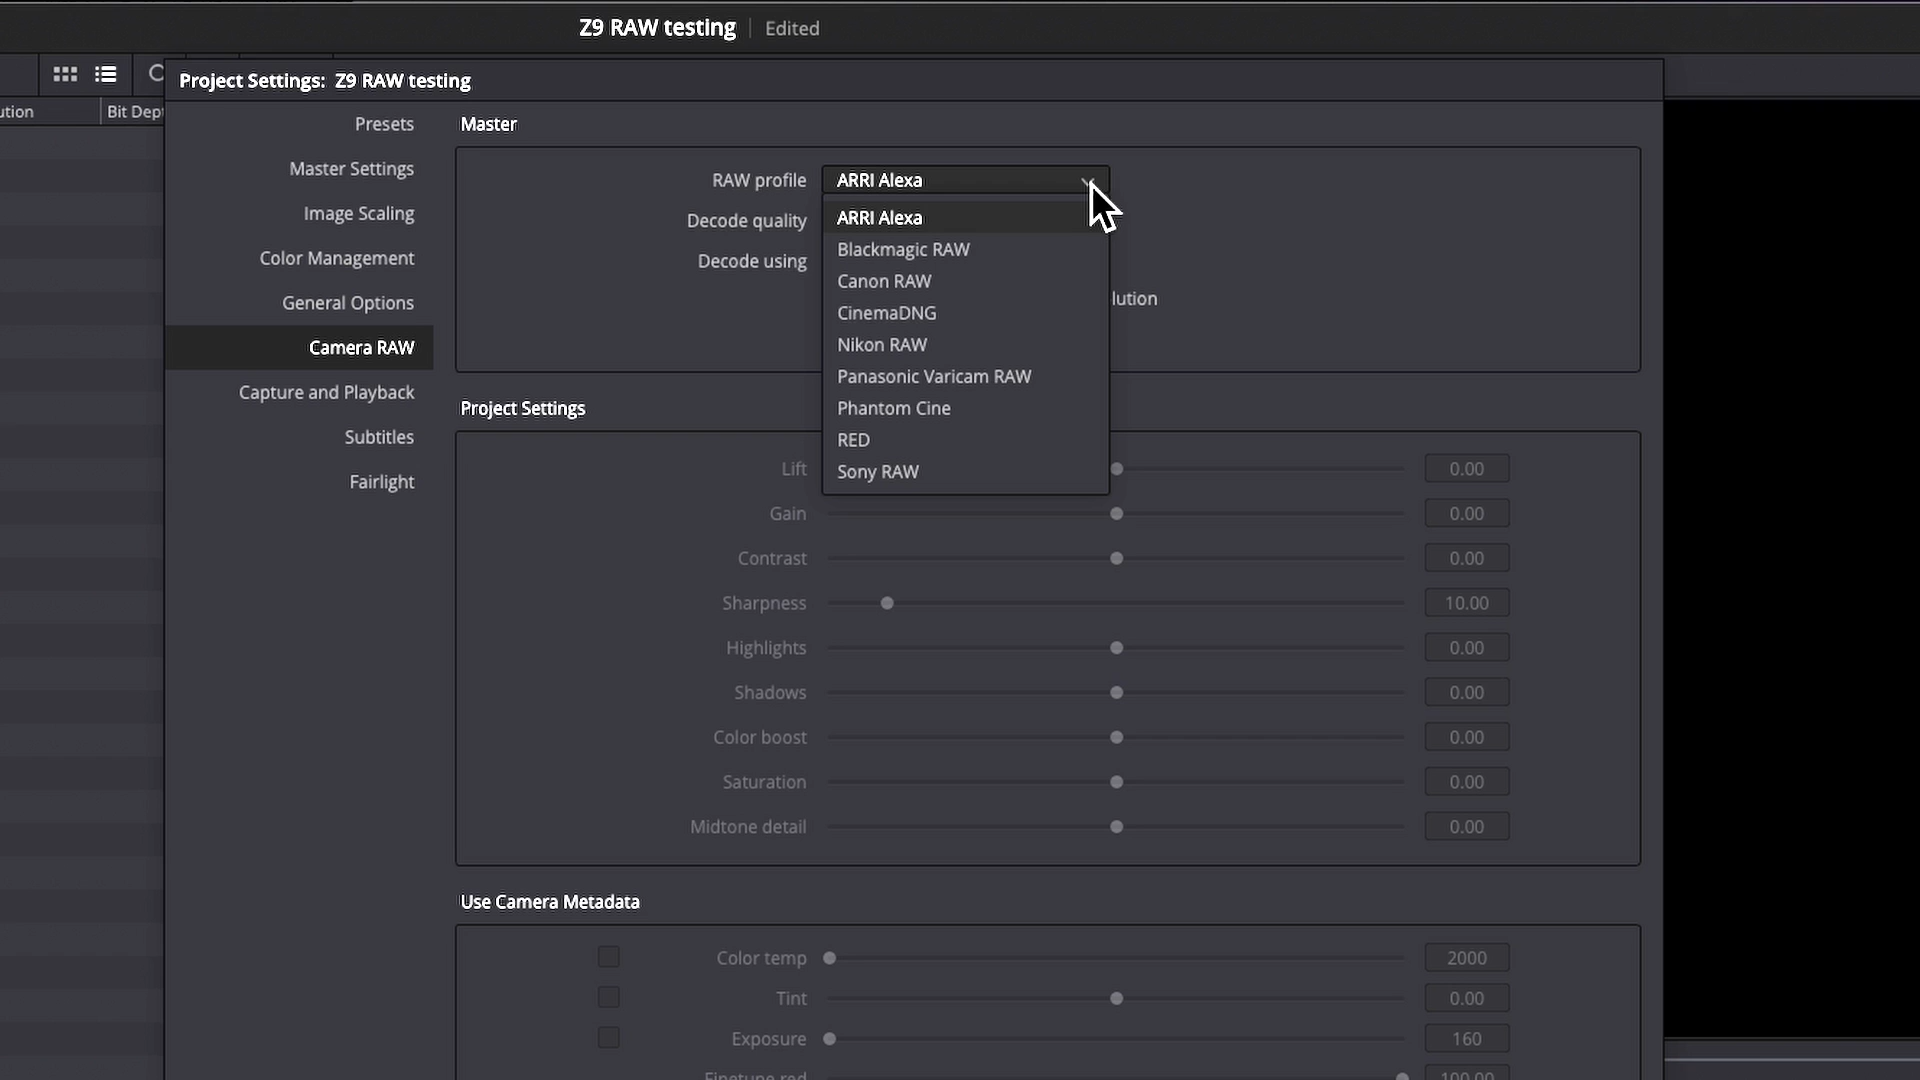 Z9 RAW testing | Edited
Project Settings: Z9 RAW testing
ution
Bit Dept
Presets
Master Settings
Image Scaling
Color Management
General Options
Camera RAW
Capture and Playback
Subtitles
Fairlight
Master
RAW profile ARRI Alexa
Decode quality
Decode using
lution
ARRI Alexa
Blackmagic RAW
Canon RAW
CinemaDNG
Nikon RAW
Panasonic Varicam RAW
Phantom Cine
RED
Sony RAW
Project Settings
Lift 0.00
Gain 0.00
Contrast 0.00
Sharpness 10.00
Highlights 0.00
Shadows 0.00
Color boost 0.00
Saturation 0.00
Midtone detail 0.00
Use Camera Metadata
Color temp 2000
Tint 0.00
Exposure 160
Finetune red 100.00